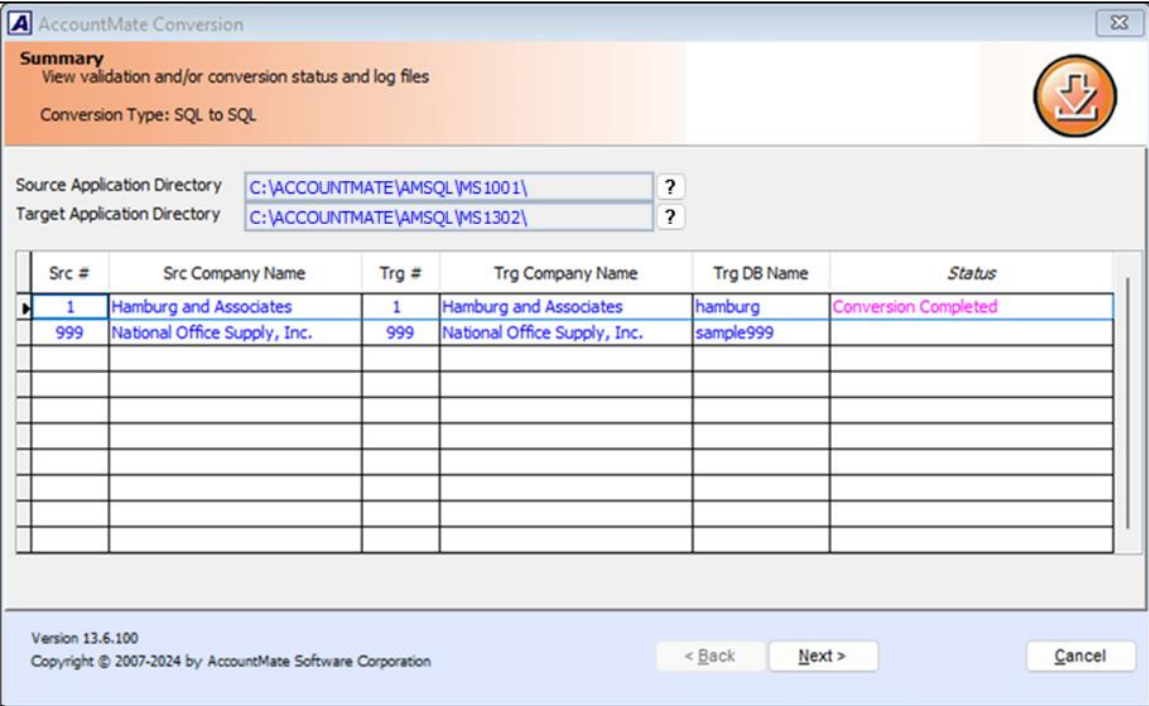 AccountMate Conversion
Summary
View validation and/or conversion status and log files
Conversion Type: SQL to SQL
Source Application Directory C:\ACCOUNTMATE\AMSQL\MS1001\ ?
Target Application Directory C:\ACCOUNTMATE\AMSQL\MS1302\ ?
Src # Src Company Name Trg # Trg Company Name Trg DB Name Status
1 Hamburg and Associates 1 Hamburg and Associates hamburg Conversion Completed
999 National Office Supply, Inc. 999 National Office Supply, Inc. sample999
Version 13.6.100
Copyright © 2007-2024 by AccountMate Software Corporation
< Back Next > Cancel